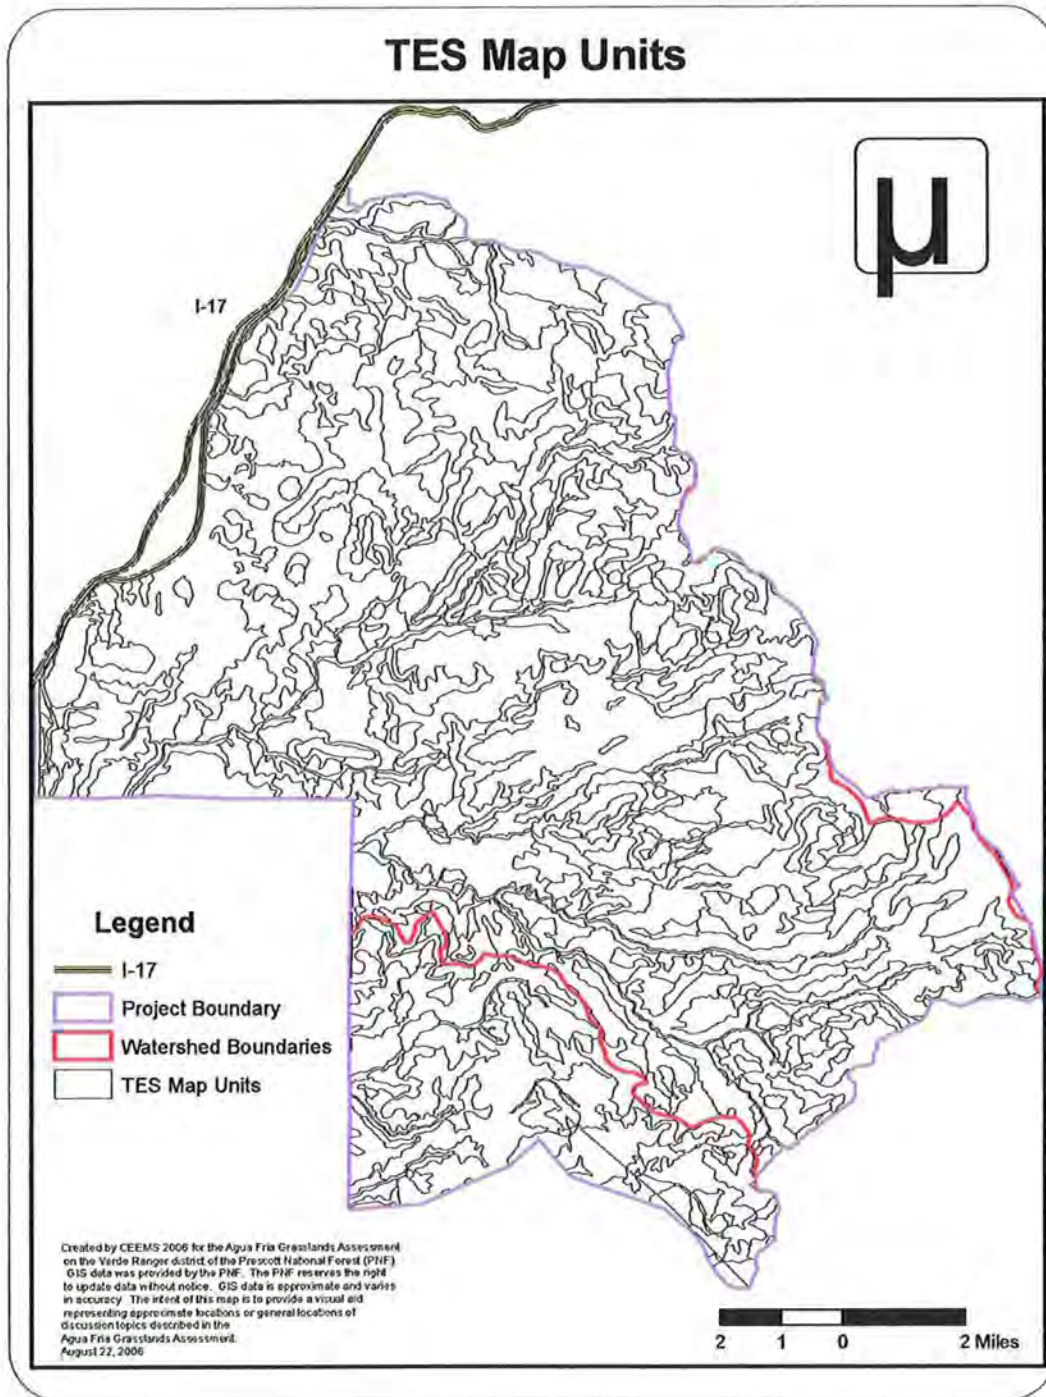 TES Map Units
µ
I-17
Legend
I-17
Project Boundary
Watershed Boundaries
TES Map Units
Created by CEEMS 2006 for the Agua Fria Grasslands Assessment
on the Verde Ranger district of the Prescott National Forest (PNF)
GIS data was provided by the PNF. The PNF reserves the right
to update data without notice. GIS data is approximate and varies
in accuracy. The intent of this map is to provide a visual aid
representing approximate locations or general locations of
discussion topics described in the
Agua Fria Grasslands Assessment.
August 22, 2006
2 1 0 2 Miles